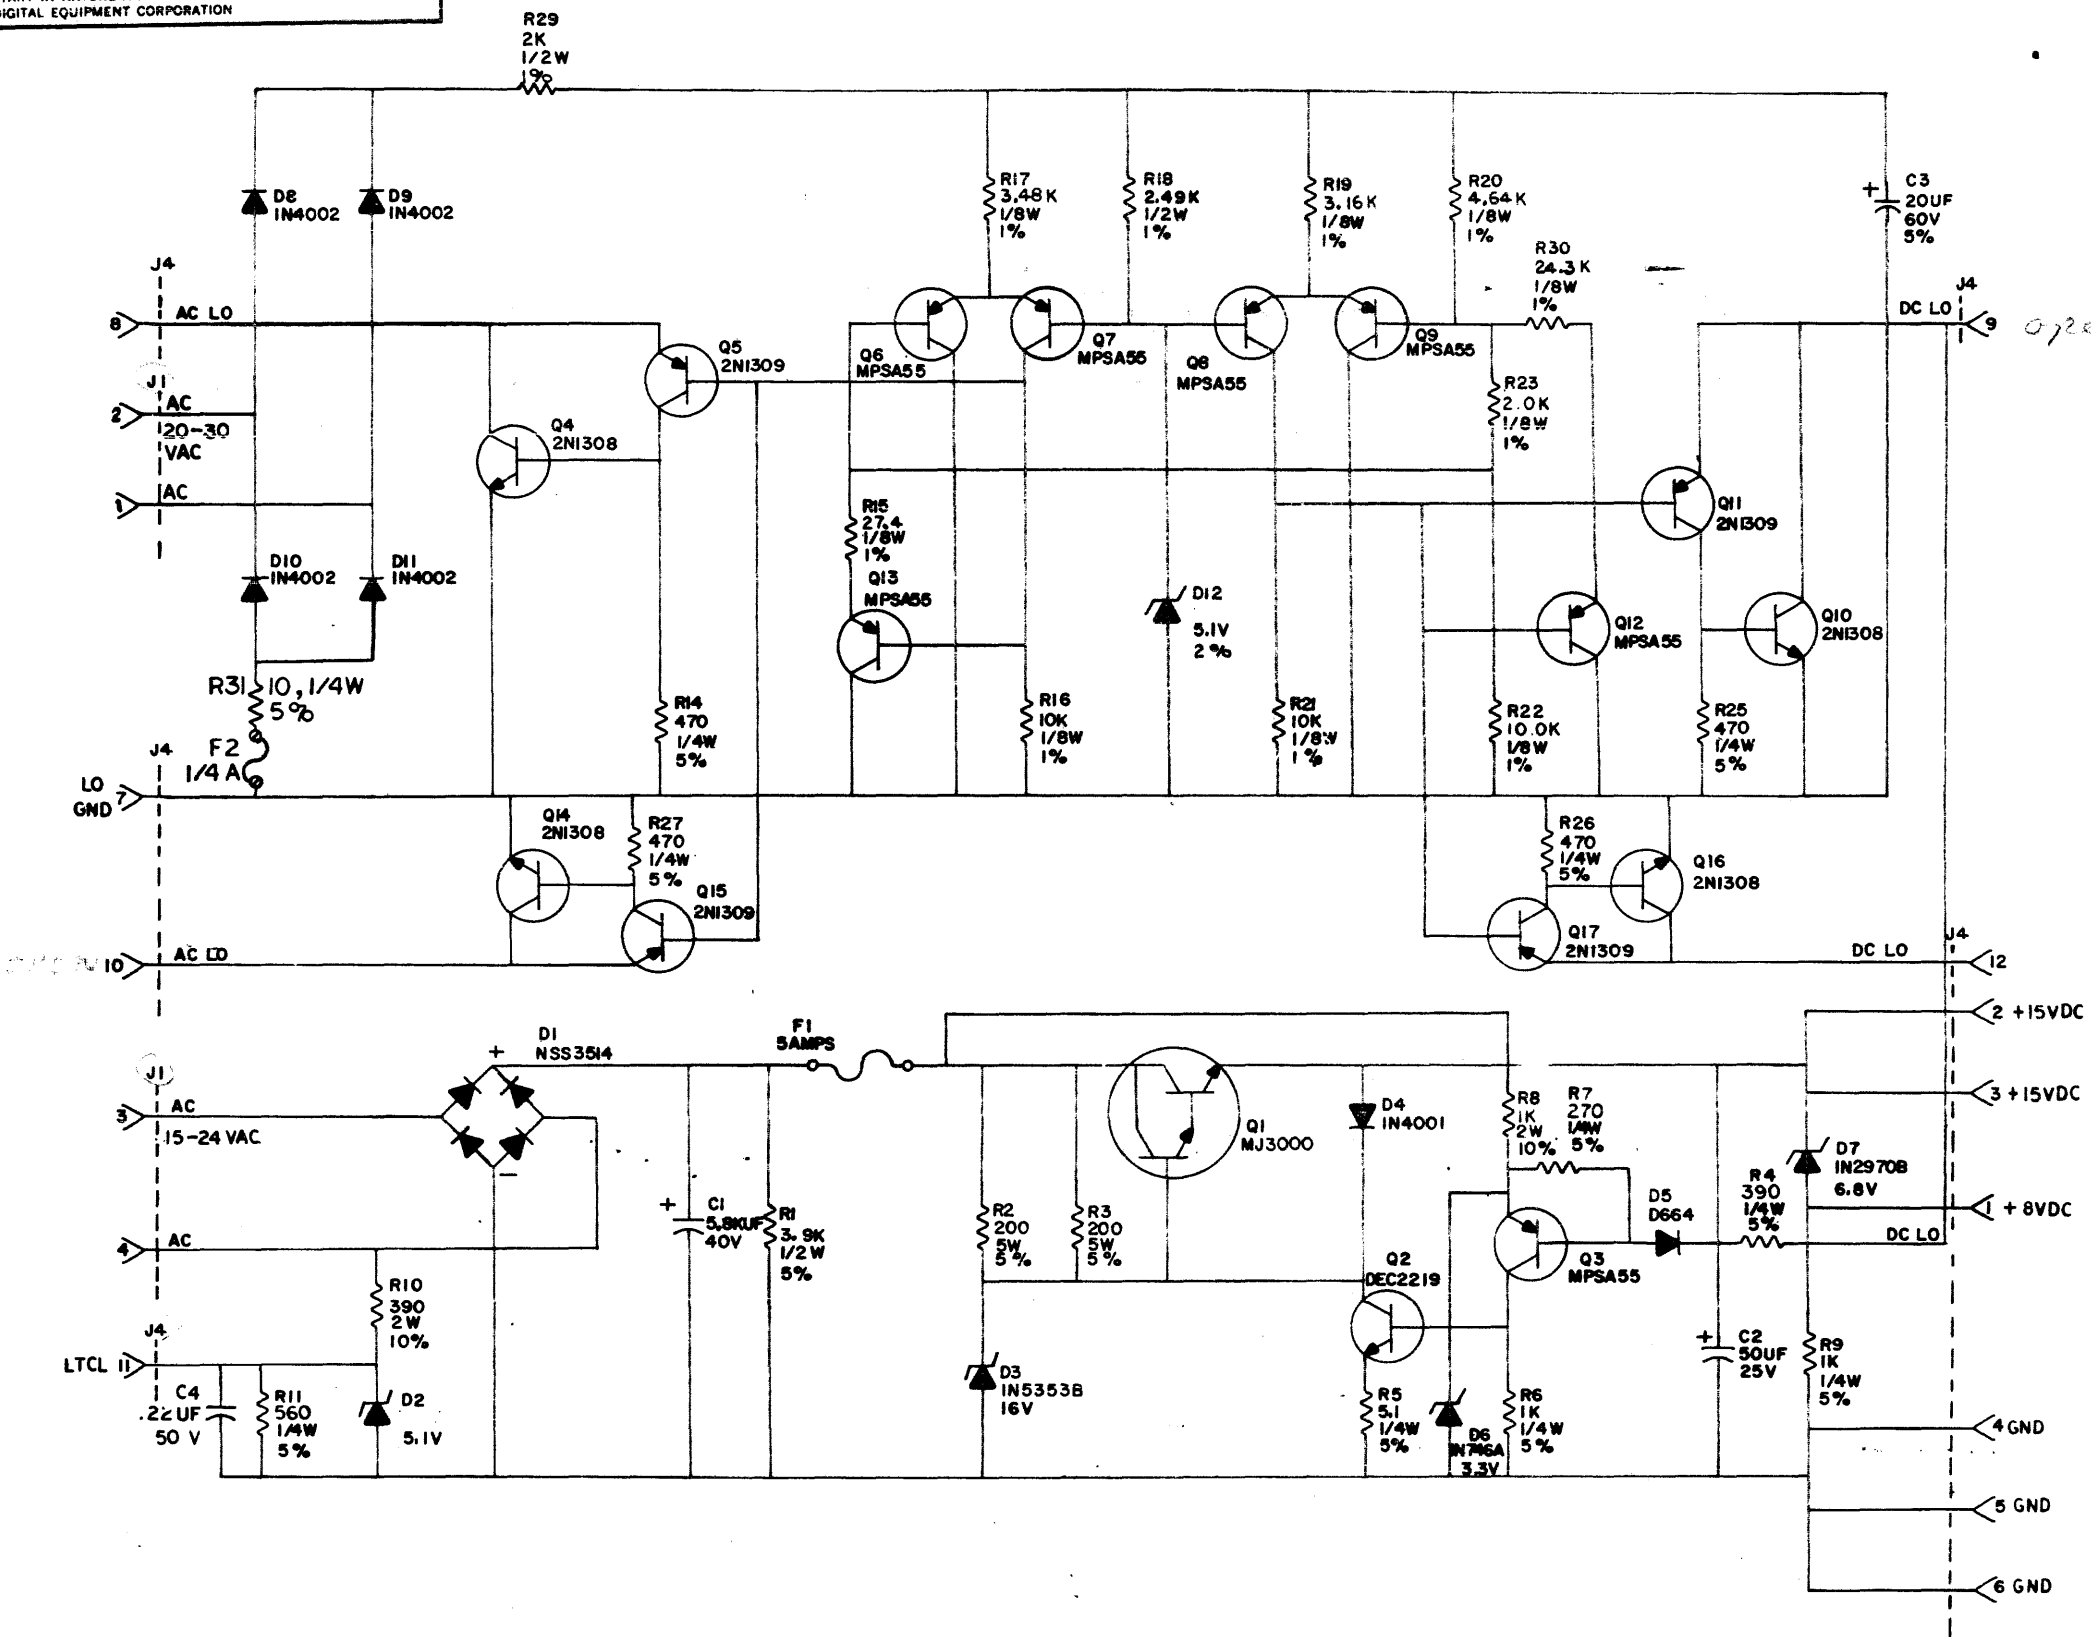 DIGITAL EQUIPMENT CORPORATION
R29
2K
1/2W
1%
D8
IN4002
D9
IN4002
R17
3.48K
1/8W
1%
R18
2.49K
1/2W
1%
R19
3.16K
1/8W
1%
R20
4.64K
1/8W
1%
C3
20UF
60V
5%
R30
24.3K
1/8W
1%
J4
8
AC LO
J1
2
AC
20-30
VAC
1
AC
Q5
2N1309
Q4
2N1308
Q6
MPSA55
Q7
MPSA55
Q8
MPSA55
Q9
MPSA55
J4
DC LO
9
R23
2.0K
1/8W
1%
Q11
2N1309
R15
27.4
1/8W
1%
D10
IN4002
D11
IN4002
Q13
MPSA55
D12
5.1V
2%
Q12
MPSA55
Q10
2N1308
R31
10, 1/4W
5%
F2
1/4 A
R14
470
1/4W
5%
R16
10K
1/8W
1%
R21
10K
1/8W
1%
R22
10.0K
1/8W
1%
R25
470
1/4W
5%
J4
LO
GND 7
Q14
2N1308
R27
470
1/4W
5%
Q15
2N1309
R26
470
1/4W
5%
Q16
2N1308
Q17
2N1309
10
AC LO
J4
DC LO
12
2 +15VDC
D1
NSS3514
+
−
F1
5AMPS
J1
3
AC
15-24 VAC
4
AC
Q1
MJ3000
D4
IN4001
R8
1K
2W
10%
R7
270
1/4W
5%
3 +15VDC
D7
IN2970B
6.8V
1 +8VDC
+
C1
5.8KUF
40V
R1
3.9K
1/2W
5%
R2
200
5W
5%
R3
200
5W
5%
D5
D664
R4
390
1/4W
5%
DC LO
Q2
DEC2219
Q3
MPSA55
R10
390
2W
10%
J4
LTCL 11
C4
.22UF
50 V
R11
560
1/4W
5%
D2
5.1V
D3
IN5353B
16V
R5
5.1
1/4W
5%
D6
IN746A
3.3V
R6
1K
1/4W
5%
+
C2
50UF
25V
R9
1K
1/4W
5%
4 GND
5 GND
6 GND